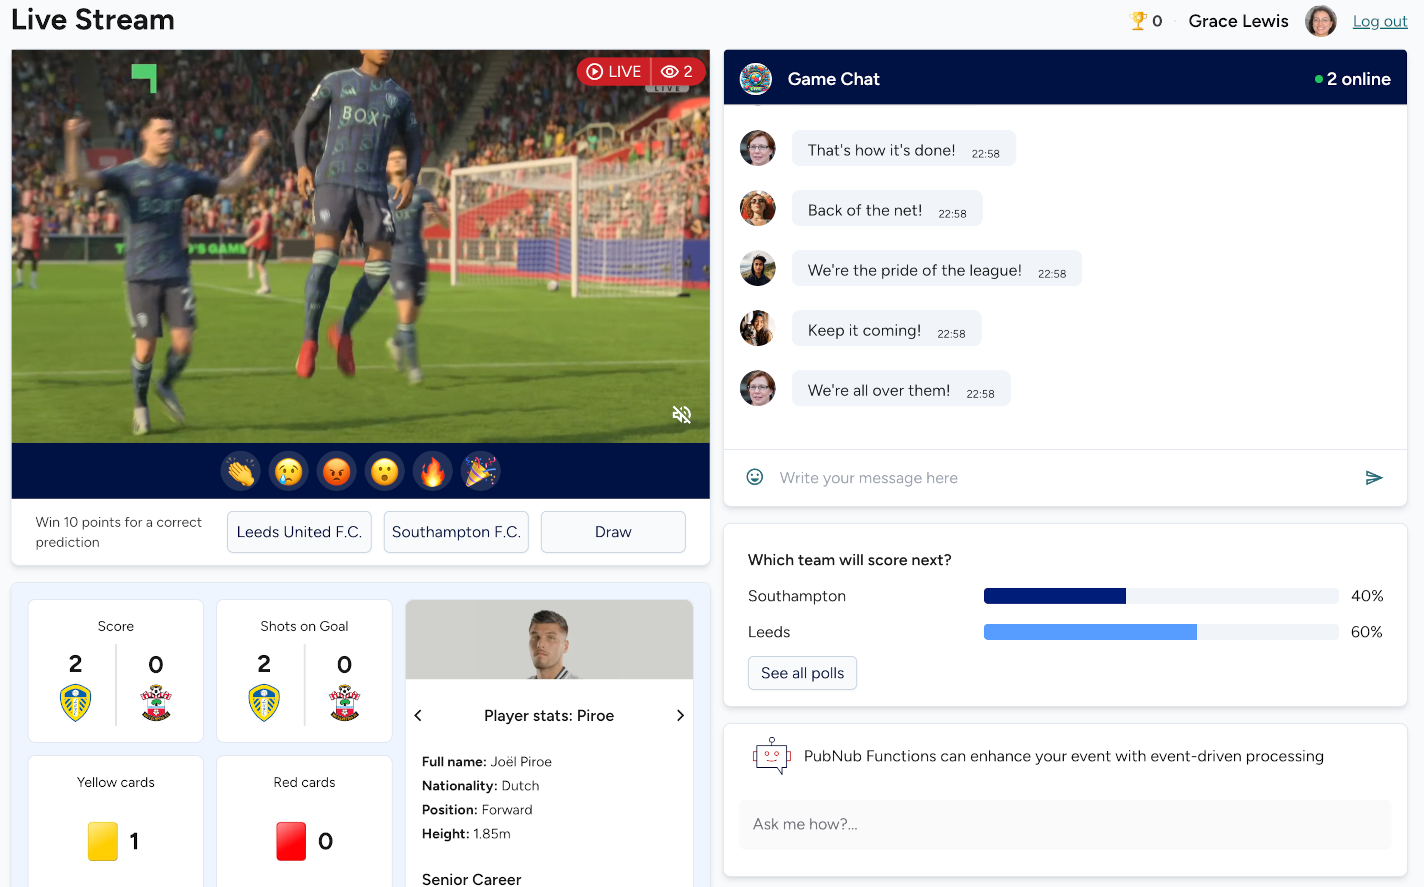 Live Stream
0
Grace Lewis
Log out
LIVE
2
LIVE
BOXT
BOXT
Game Chat
2 online
That's how it's done! 22:58
Back of the net! 22:58
We're the pride of the league! 22:58
Keep it coming! 22:58
We're all over them! 22:58
Write your message here
Win 10 points for a correct
prediction
Leeds United F.C.
Southampton F.C.
Draw
Which team will score next?
Southampton 40%
Leeds 60%
See all polls
Score
2 0
Shots on Goal
2 0
Yellow cards
1
Red cards
0
Player stats: Piroe
Full name: Joël Piroe
Nationality: Dutch
Position: Forward
Height: 1.85m
Senior Career
PubNub Functions can enhance your event with event-driven processing
Ask me how?...